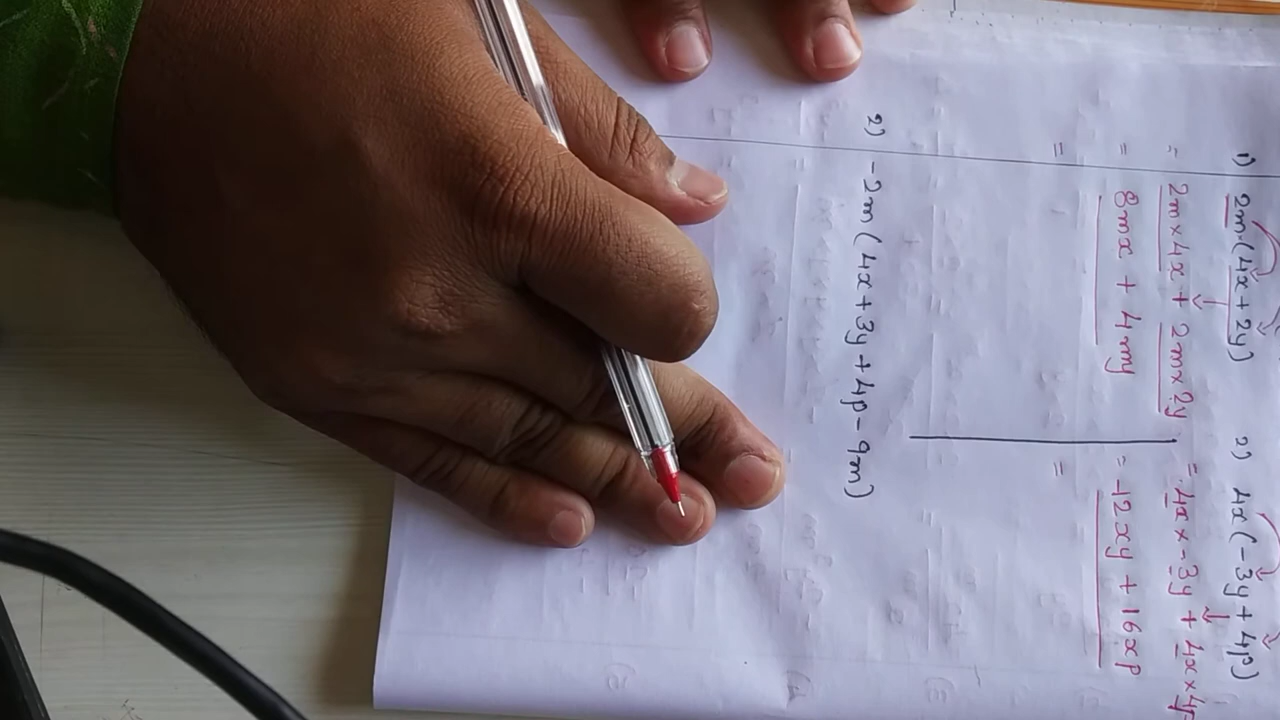 1) 2m (4x + 2y)
= 2m × 4x + 2m × 2y
= 8mx + 4my
=
2) 4x (-3y + 4p)
= 4x × -3y + 4x × 4p
= -12xy + 16xp
=
2) -2m (4x + 3y + 4p - 9m)